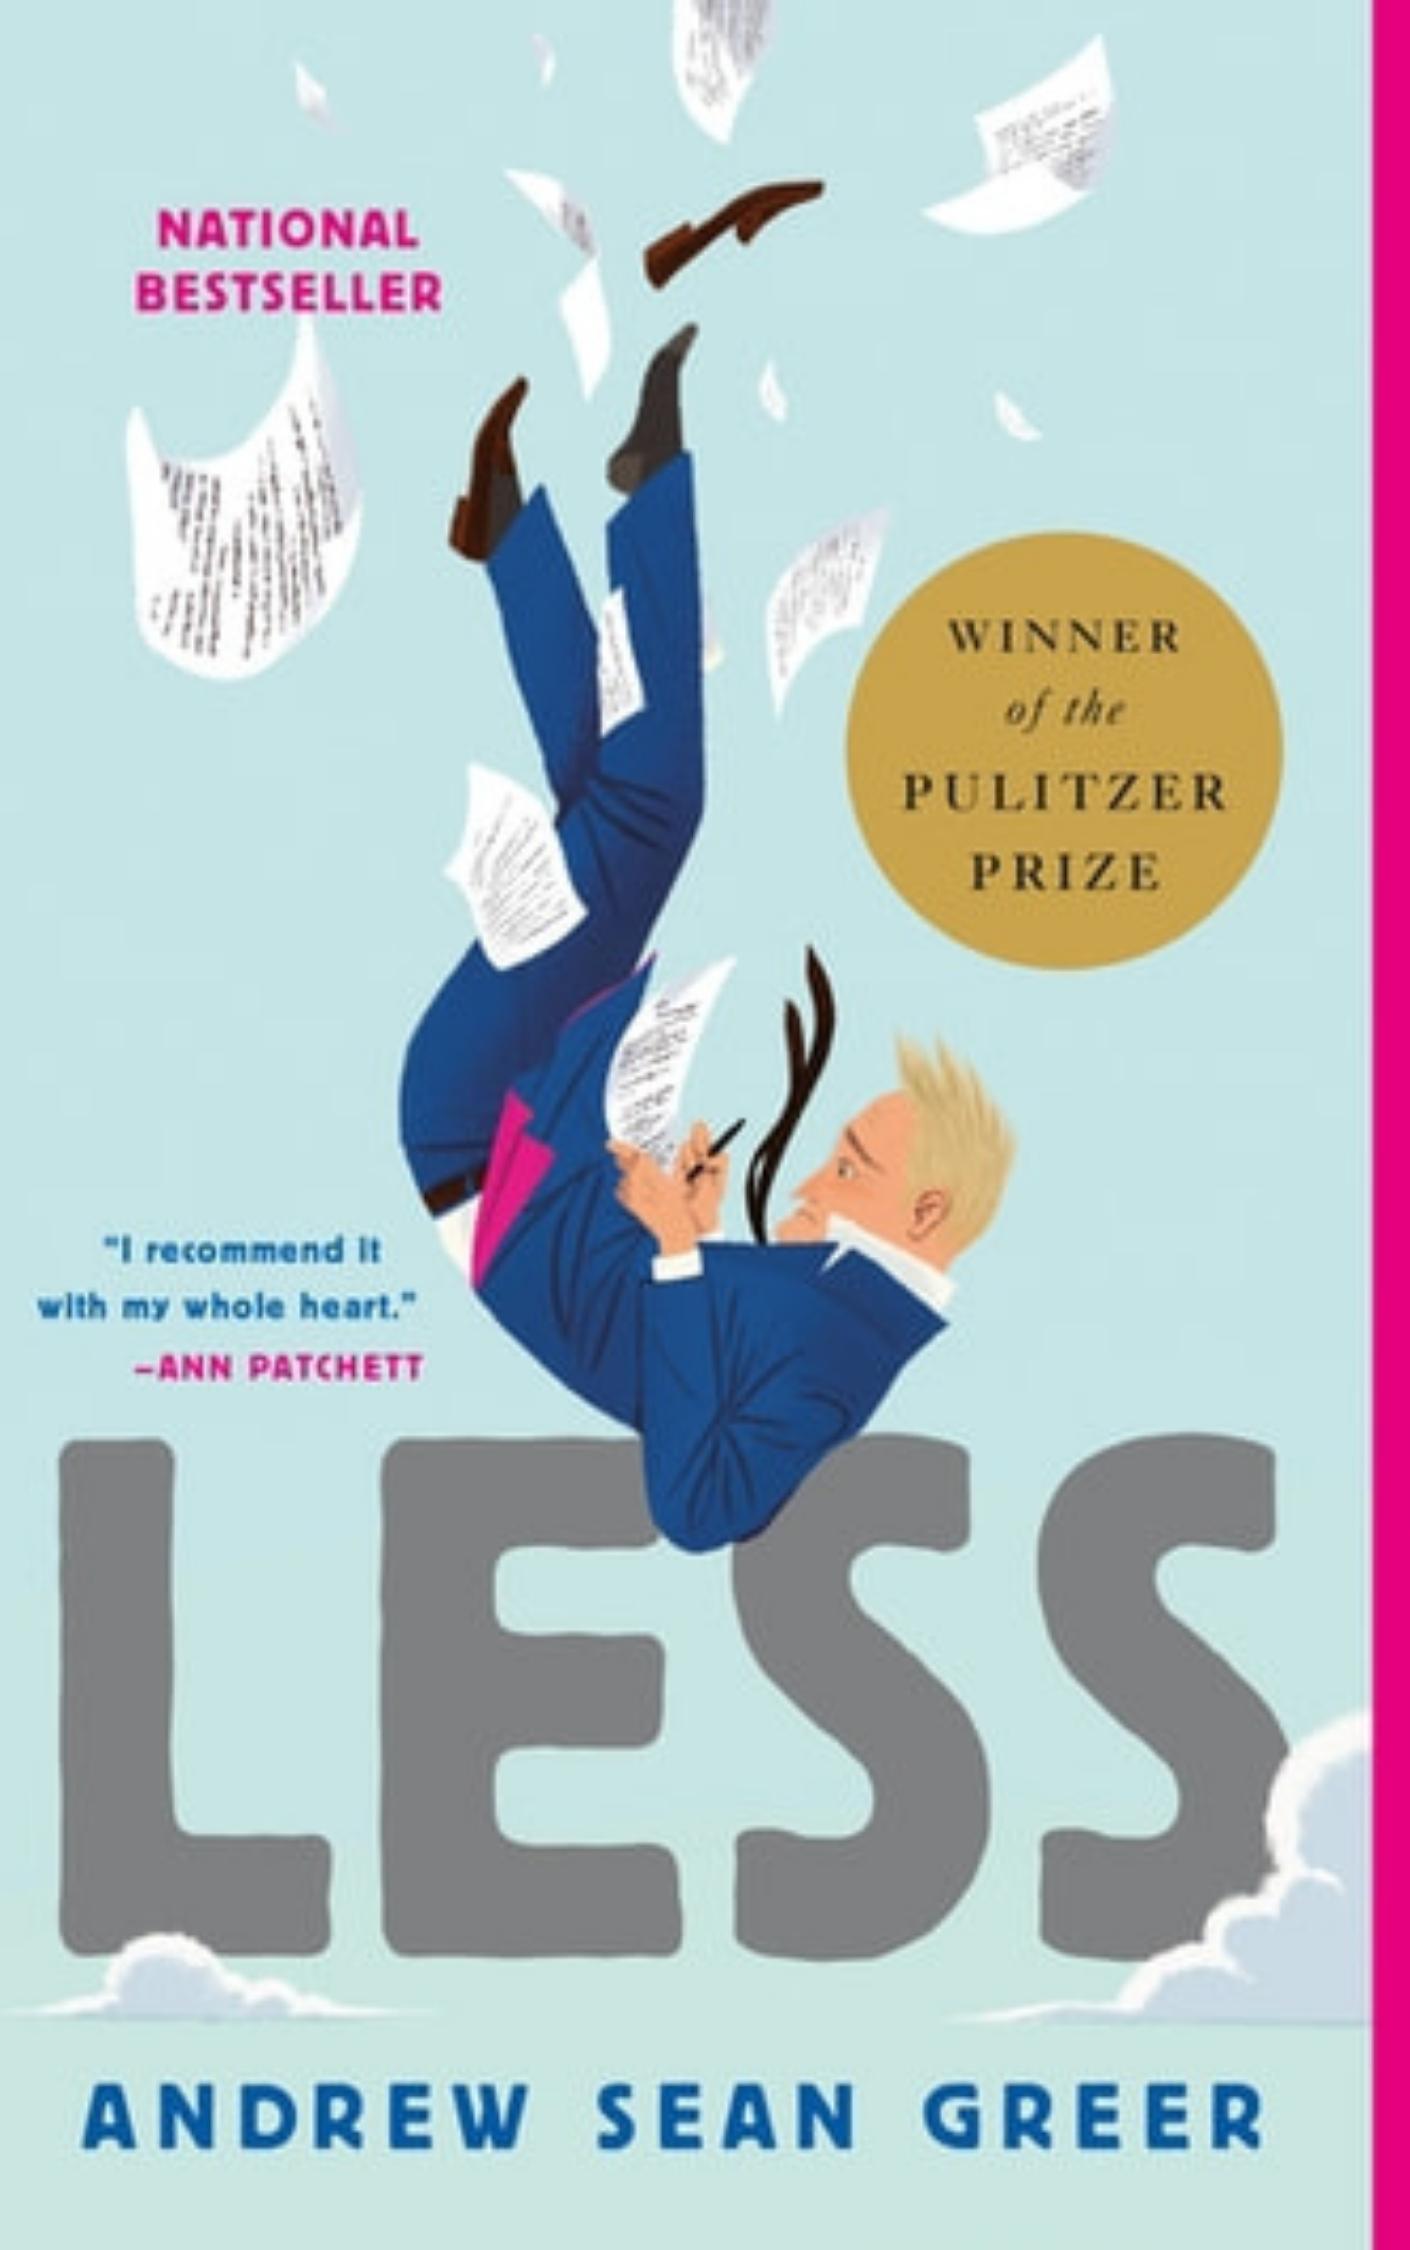 NATIONAL
BESTSELLER
WINNER
of the
PULITZER
PRIZE
"I recommend it
with my whole heart."
–ANN PATCHETT
LESS
ANDREW SEAN GREER